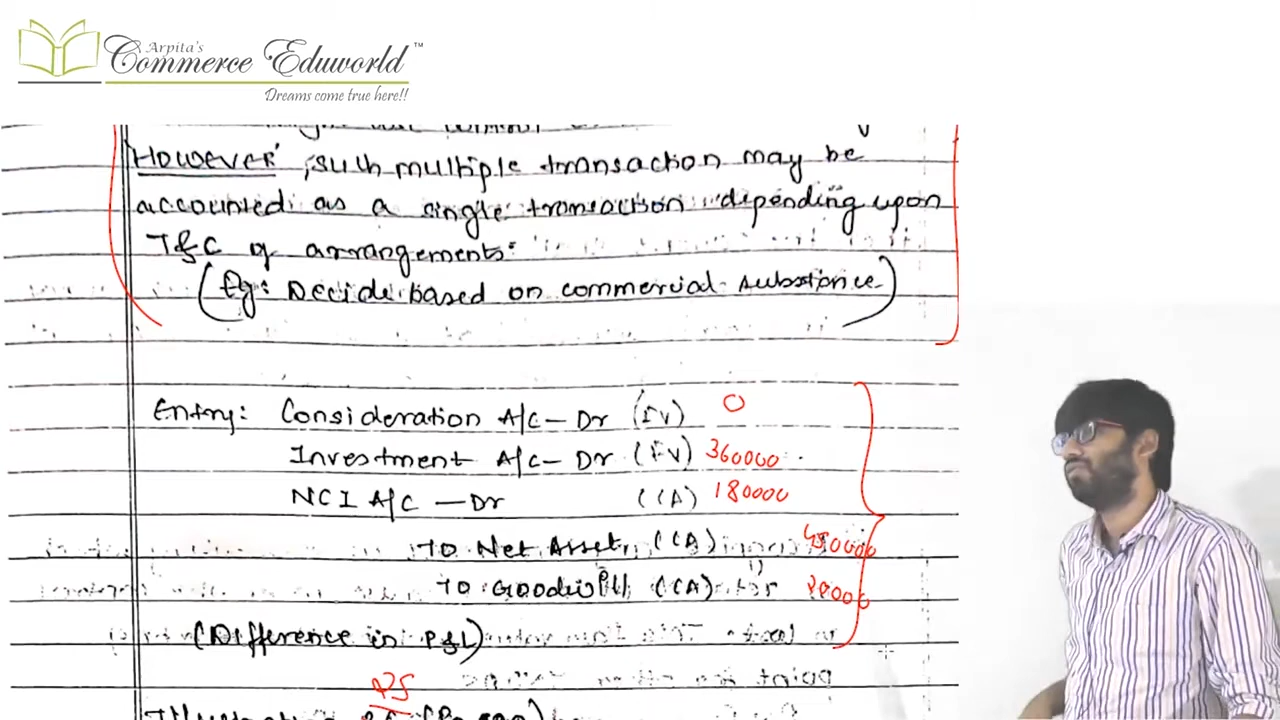 Arpita's
Commerce Eduworld™
Dreams come true here!!
However, such multiple transaction may be
accounted as a single transaction depending upon
T&C of arrangements.
(Eg: Decide based on commercial substance)
Entry: Consideration A/C - Dr (FV) 0
Investment A/C - Dr (FV) 360000
NCI A/C - Dr (CA) 180000
To Net Asset (CA)
To Goodwill (CA)
(Difference in P&L)